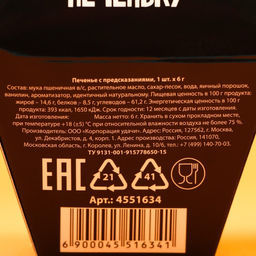 Печенье с предсказаниями, 1 шт. х 6 г
Состав: мука пшеничная в/с, растительное масло, сахар-песок, вода, яичный порошок,
ванилин, ароматизатор, идентичный натуральному. Пищевая ценность в 100 г продукта:
жиров – 14,6 г, белков – 8,5 г, углеводов – 61,2 г. Энергетическая ценность в 100 г
продукта: 393 ккал, 1650 кДж. Срок годности: 12 месяцев с даты изготовления. Дата
изготовления: Масса: 6 г. Хранить в сухом прохладном месте,
при температуре +18 (±5) °С при относительной влажности воздуха не более 75 %.
Производитель: ООО «Корпорация удачи». Адрес: Россия, 127562, г. Москва,
ул. Декабристов, д. 4, корп. 1. Адрес производства: Россия, 141055, Московская
область, г. Королев, ул. Ленина, д. 10/6, тел.: +7 (499) 140-70-03.
ТУ 9131-001-915778650-15
EAC 21 41
Арт.: 4551634
6 900045 516341